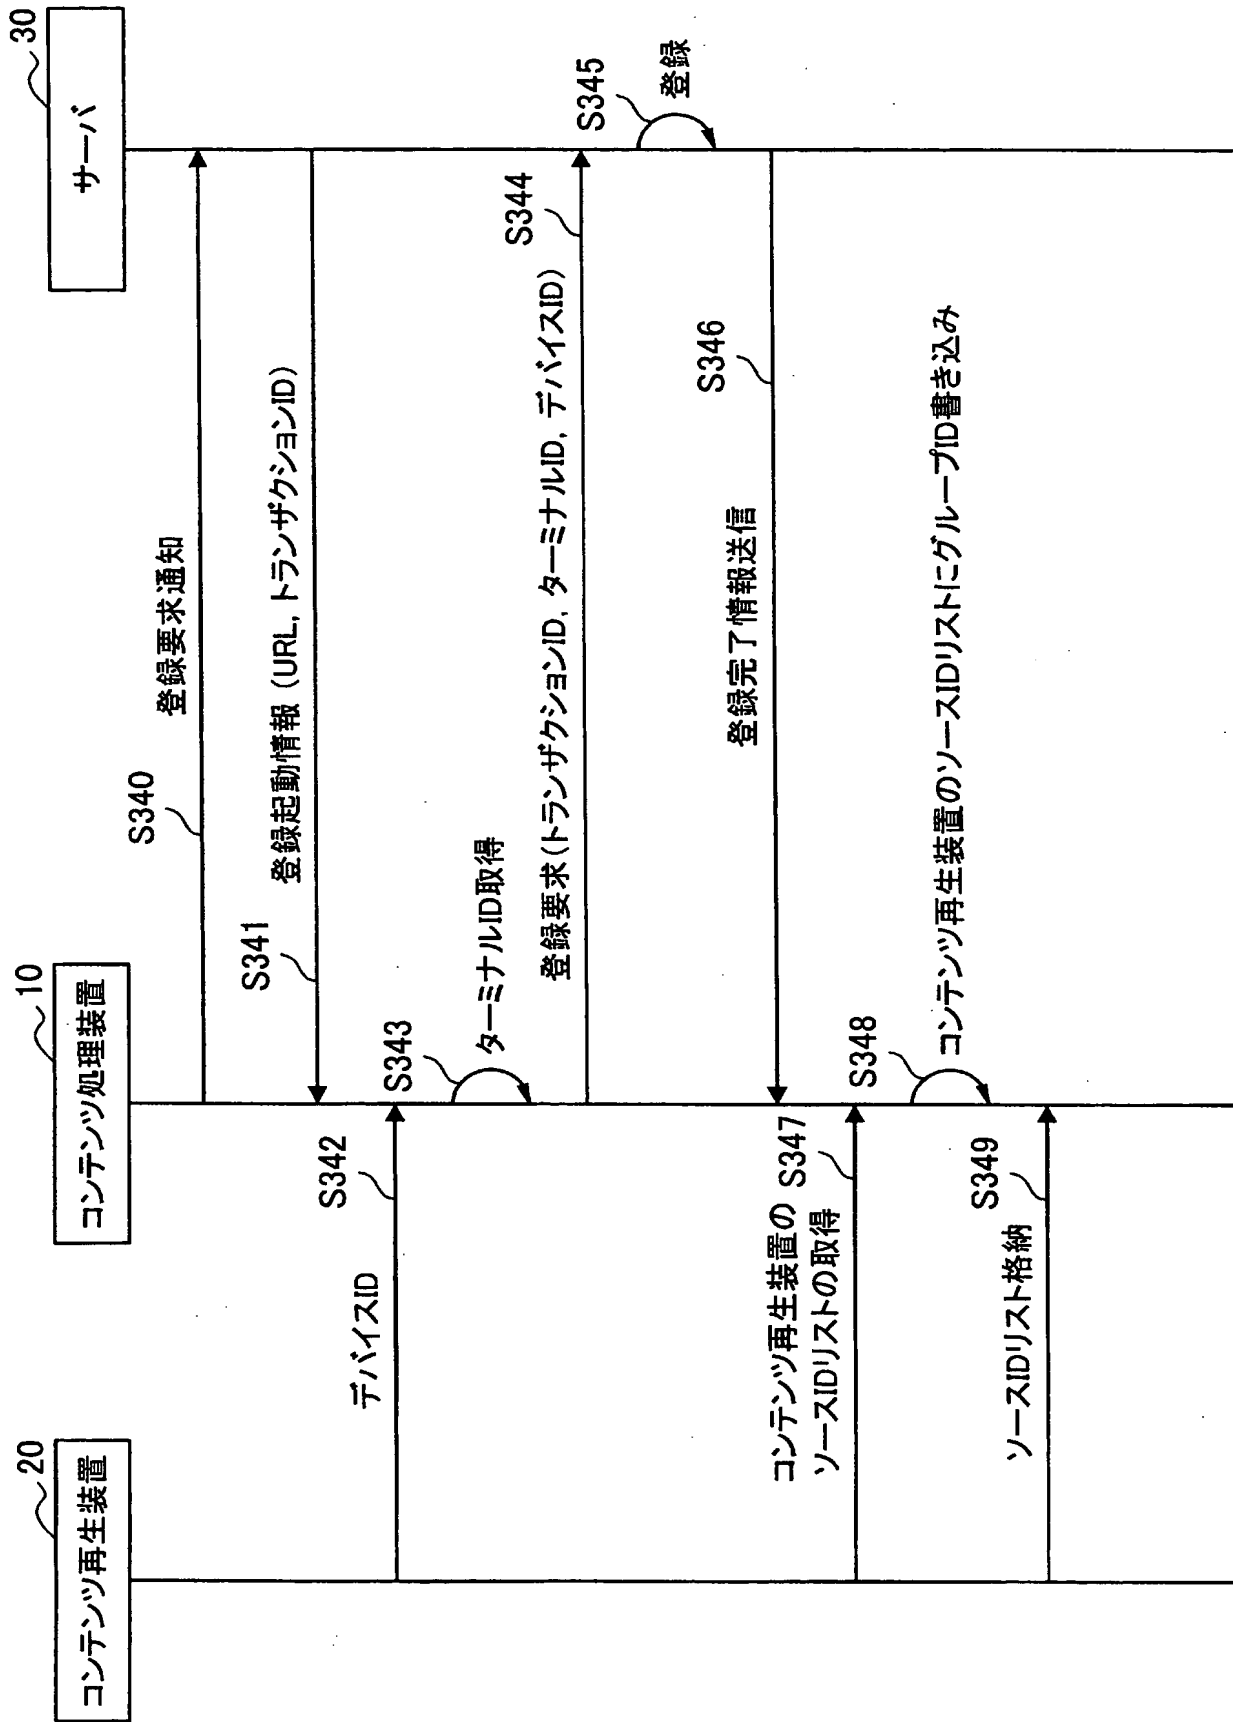 20
コンテンツ再生装置
10
コンテンツ処理装置
30
サーバ
S340
登録要求通知
登録起動情報 (URL, トランザクションID)
S341
デバイスID
S342
S343
ターミナルID取得
登録要求(トランザクションID, ターミナルID, デバイスID)
S344
S345
登録
登録完了情報送信
S346
コンテンツ再生装置の
ソースIDリストの取得
S347
S348
コンテンツ再生装置のソースIDリストにグループID書き込み
ソースIDリスト格納
S349